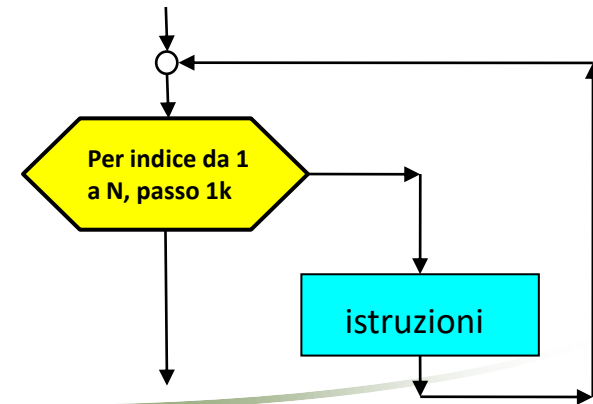 Per indice da 1
a N, passo 1k
istruzioni